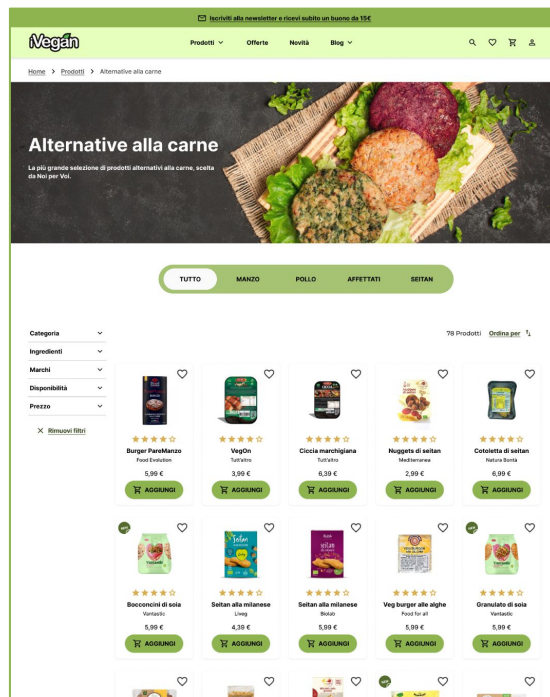 Iscriviti alla newsletter e ricevi subito un buono da 15€
iVegan
Prodotti
Offerte
Novità
Blog
Home > Prodotti > Alternative alla carne
Alternative alla carne
La più grande selezione di prodotti alternativi alla carne, scelta
da Noi per Voi.
TUTTO
MANZO
POLLO
AFFETTATI
SEITAN
Categoria
Ingredienti
Marchi
Disponibilità
Prezzo
Rimuovi filtri
78 Prodotti
Ordina per
Burger PareManzo
Food Evolution
5,99 €
AGGIUNGI
VegOn
Tutt'altro
3,99 €
AGGIUNGI
Ciccia marchigiana
Tutt'altro
6,39 €
AGGIUNGI
Nuggets di seitan
Mediterranea
2,99 €
AGGIUNGI
Cotoletta di seitan
Natura Bontà
6,99 €
AGGIUNGI
Bocconcini di soia
Vantastic
5,99 €
AGGIUNGI
Seitan alla milanese
Liveg
4,39 €
AGGIUNGI
Seitan alla milanese
Biolab
5,99 €
AGGIUNGI
Veg burger alle alghe
Food for all
5,99 €
AGGIUNGI
Granulato di soia
Vantastic
5,99 €
AGGIUNGI